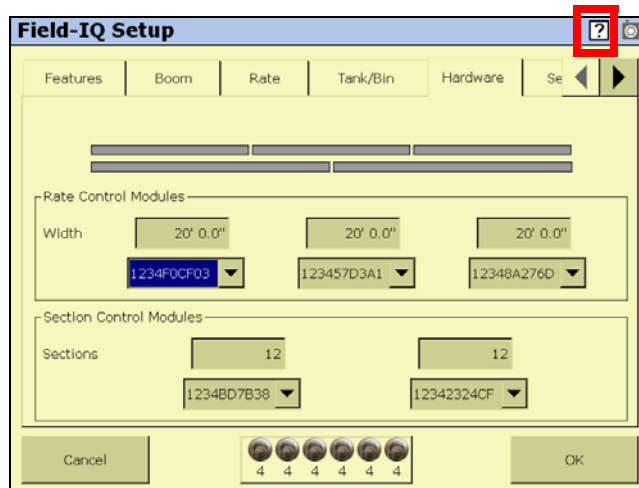 Field-IQ Setup ?
Features Boom Rate Tank/Bin Hardware Se
Rate Control Modules
Width 20' 0.0" 20' 0.0" 20' 0.0"
1234F0CF03 123457D3A1 12348A276D
Section Control Modules
Sections 12 12
1234BD7B38 12342324CF
Cancel 4 4 4 4 4 4 OK